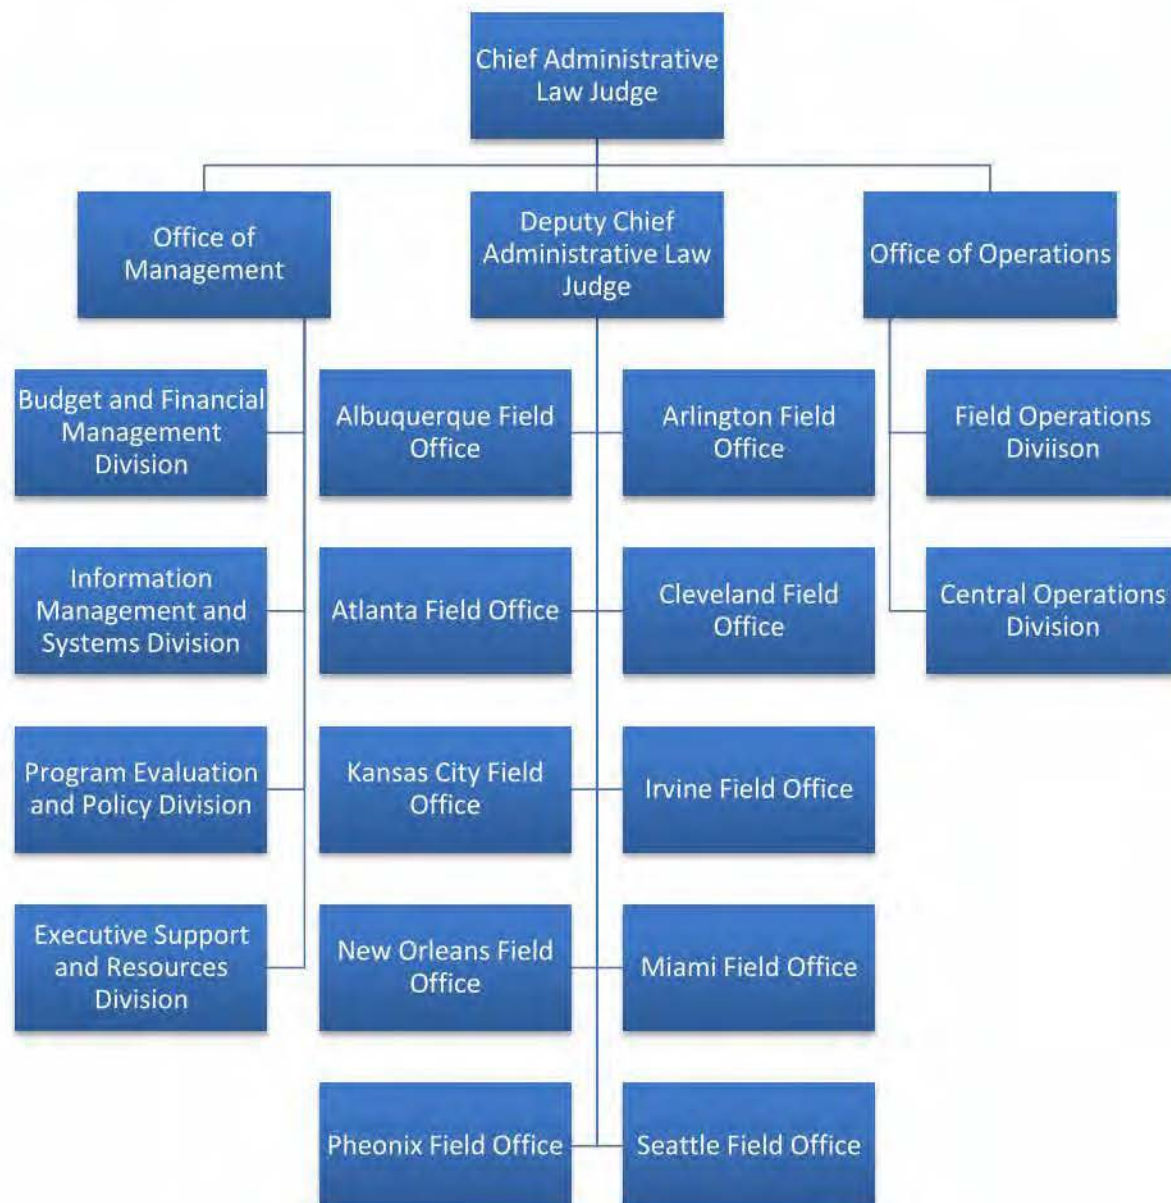 Chief Administrative
Law Judge
Office of
Management
Deputy Chief
Administrative Law
Judge
Office of Operations
Budget and Financial
Management
Division
Albuquerque Field
Office
Arlington Field
Office
Field Operations
Diviison
Information
Management and
Systems Division
Atlanta Field Office
Cleveland Field
Office
Central Operations
Division
Program Evaluation
and Policy Division
Kansas City Field
Office
Irvine Field Office
Executive Support
and Resources
Division
New Orleans Field
Office
Miami Field Office
Pheonix Field Office
Seattle Field Office